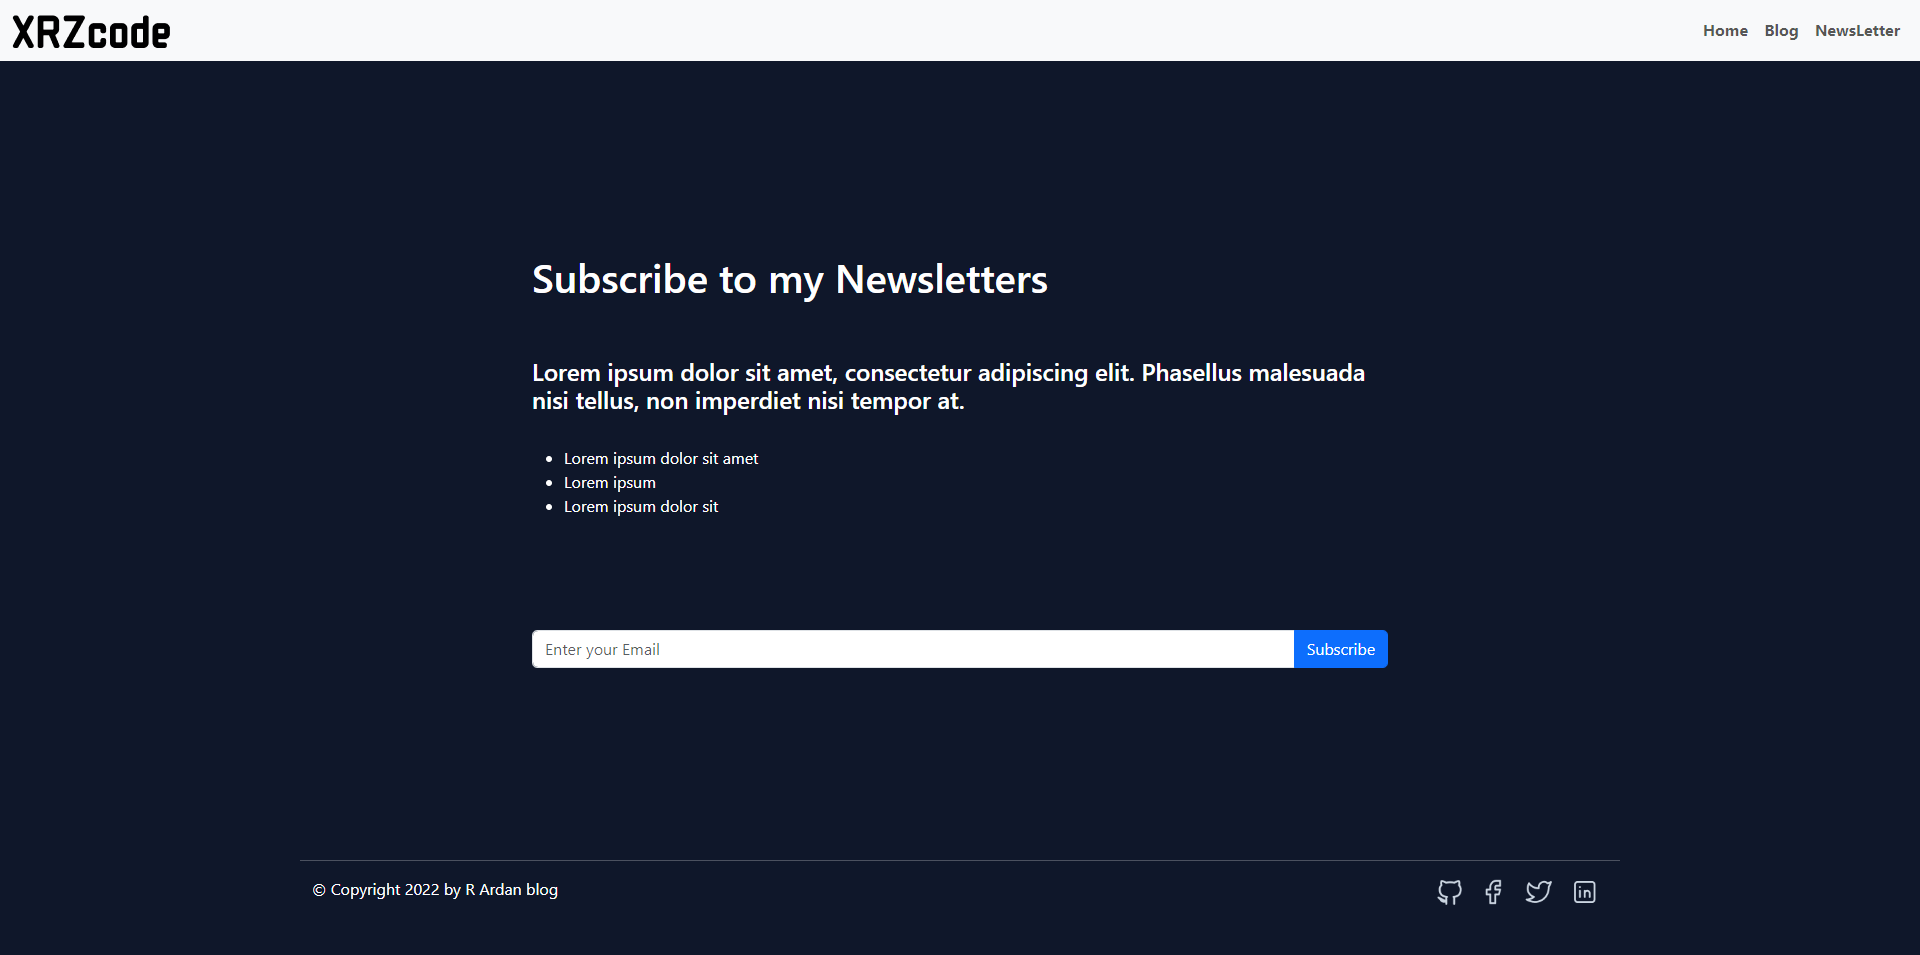 XRZcode
Home Blog NewsLetter
Subscribe to my Newsletters
Lorem ipsum dolor sit amet, consectetur adipiscing elit. Phasellus malesuada
nisi tellus, non imperdiet nisi tempor at.
• Lorem ipsum dolor sit amet
• Lorem ipsum
• Lorem ipsum dolor sit
Enter your Email Subscribe
© Copyright 2022 by R Ardan blog
in